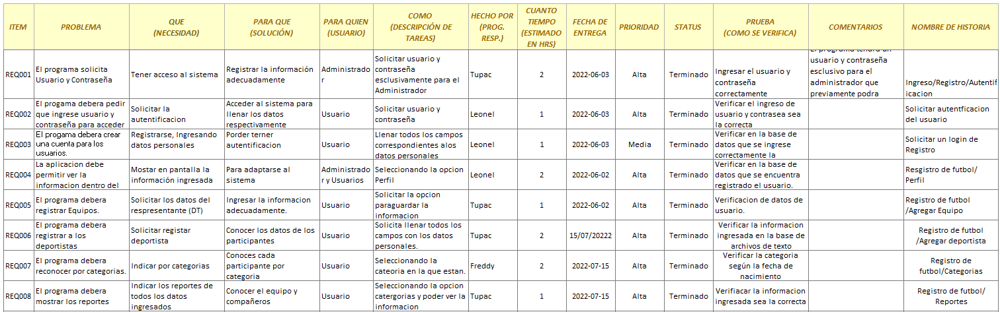 ITEM
PROBLEMA
QUE
(NECESIDAD)
PARA QUE
(SOLUCIÓN)
PARA QUIEN
(USUARIO)
COMO
(DESCRIPCIÓN DE
TAREAS)
HECHO POR
(PROG.
RESP.)
CUANTO
TIEMPO
(ESTIMADO
EN HRS)
FECHA DE
ENTREGA
PRIORIDAD
STATUS
PRUEBA
(COMO SE VERIFICA)
COMENTARIOS
NOMBRE DE HISTORIA
REQ001
El programa solicita
Usuario y Contraseña
Tener acceso al sistema
Registrar la información
adecuadamente
Administrado
r
Solicitar usuario y
contraseña
esclusivamente para el
Administrador
Tupac
2
2022-06-03
Alta
Terminado
Ingresar el usuario y
contraseña
correctamente
El programa tendra un
usuario y contraseña
esclusivo para el
administrador que
previamente podra
Ingreso/Registro/Autentif
icacion
REQ002
El progama debera pedir
que ingrese usuario y
contraseña para acceder
Solicitar la
autentificacion
Acceder al sistema para
llenar los datos
respectivamente
Usuario
Solicitar usuario y
contraseña
Leonel
1
2022-06-03
Alta
Terminado
Verificar el ingreso de
usuario y contrasea sea
la correcta
Solicitar autentficacion
del usuario
REQ003
El progama debera crear
una cuenta para los
usuarios.
Registrarse, Ingresando
datos personales
Porder terner
autentificacion
Usuario
Llenar todos los campos
correspondientes alos
datos personales
Leonel
1
2022-06-03
Media
Terminado
Verificar en la base de
datos que se ingrese
correctamente la
Solicitar un login de
Registro
REQ004
La aplicacion debe
permitir ver la
informacion dentro del
Mostar en pantalla la
información ingresada
Para adaptarse al
sistema
Administrado
r y Usuarios
Seleccionando la opcion
Perfil
Leonel
2
2022-06-02
Alta
Terminado
Verificar en la base de
datos que se encuentra
registrado el usuario.
Resgistro de futbol/
Perfil
REQ005
El programa debera
registrar Equipos.
Solicitar los datos del
respresentante (DT)
Ingresar la informacion
adecuadamente.
Usuario
Solicitar la opcion
paraguardar la
informacion
Tupac
1
2022-06-02
Alta
Terminado
Verificacion de datos de
usuario.
Registro de futbol
/Agregar Equipo
REQ006
El programa debera
registrar a los
deportistas
Solicitar registar
deportista
Conocer los datos de los
participantes
Usuario
Solicita llenar todos los
campos con los datos
personales.
Tupac
2
15/07/20222
Alta
Terminado
Verificar la informacion
ingresada en la base de
archivos de texto
Registro de futbol
/Agregar deportista
REQ007
El programa debera
reconocer por categorias.
Indicar por categorias
Conoces cada
participante por
categoria
Usuario
Seleccionando la
cateoria en la que estan.
Freddy
2
2022-07-15
Alta
Terminado
Verificar la categoria
según la fecha de
nacimiento
Registro de
futbol/Categorias
REQ008
El programa debera
mostrar los reportes
Indicar los reportes de
todos los datos
ingresados
Conocer el equipo y
compañeros
Usuario
Seleccionando la opcion
catergorias y poder ver la
informacion
Tupac
1
2022-07-15
Alta
Terminado
Verifiacar la informacion
ingresada sea la correcta
Registro de futbol/
Reportes